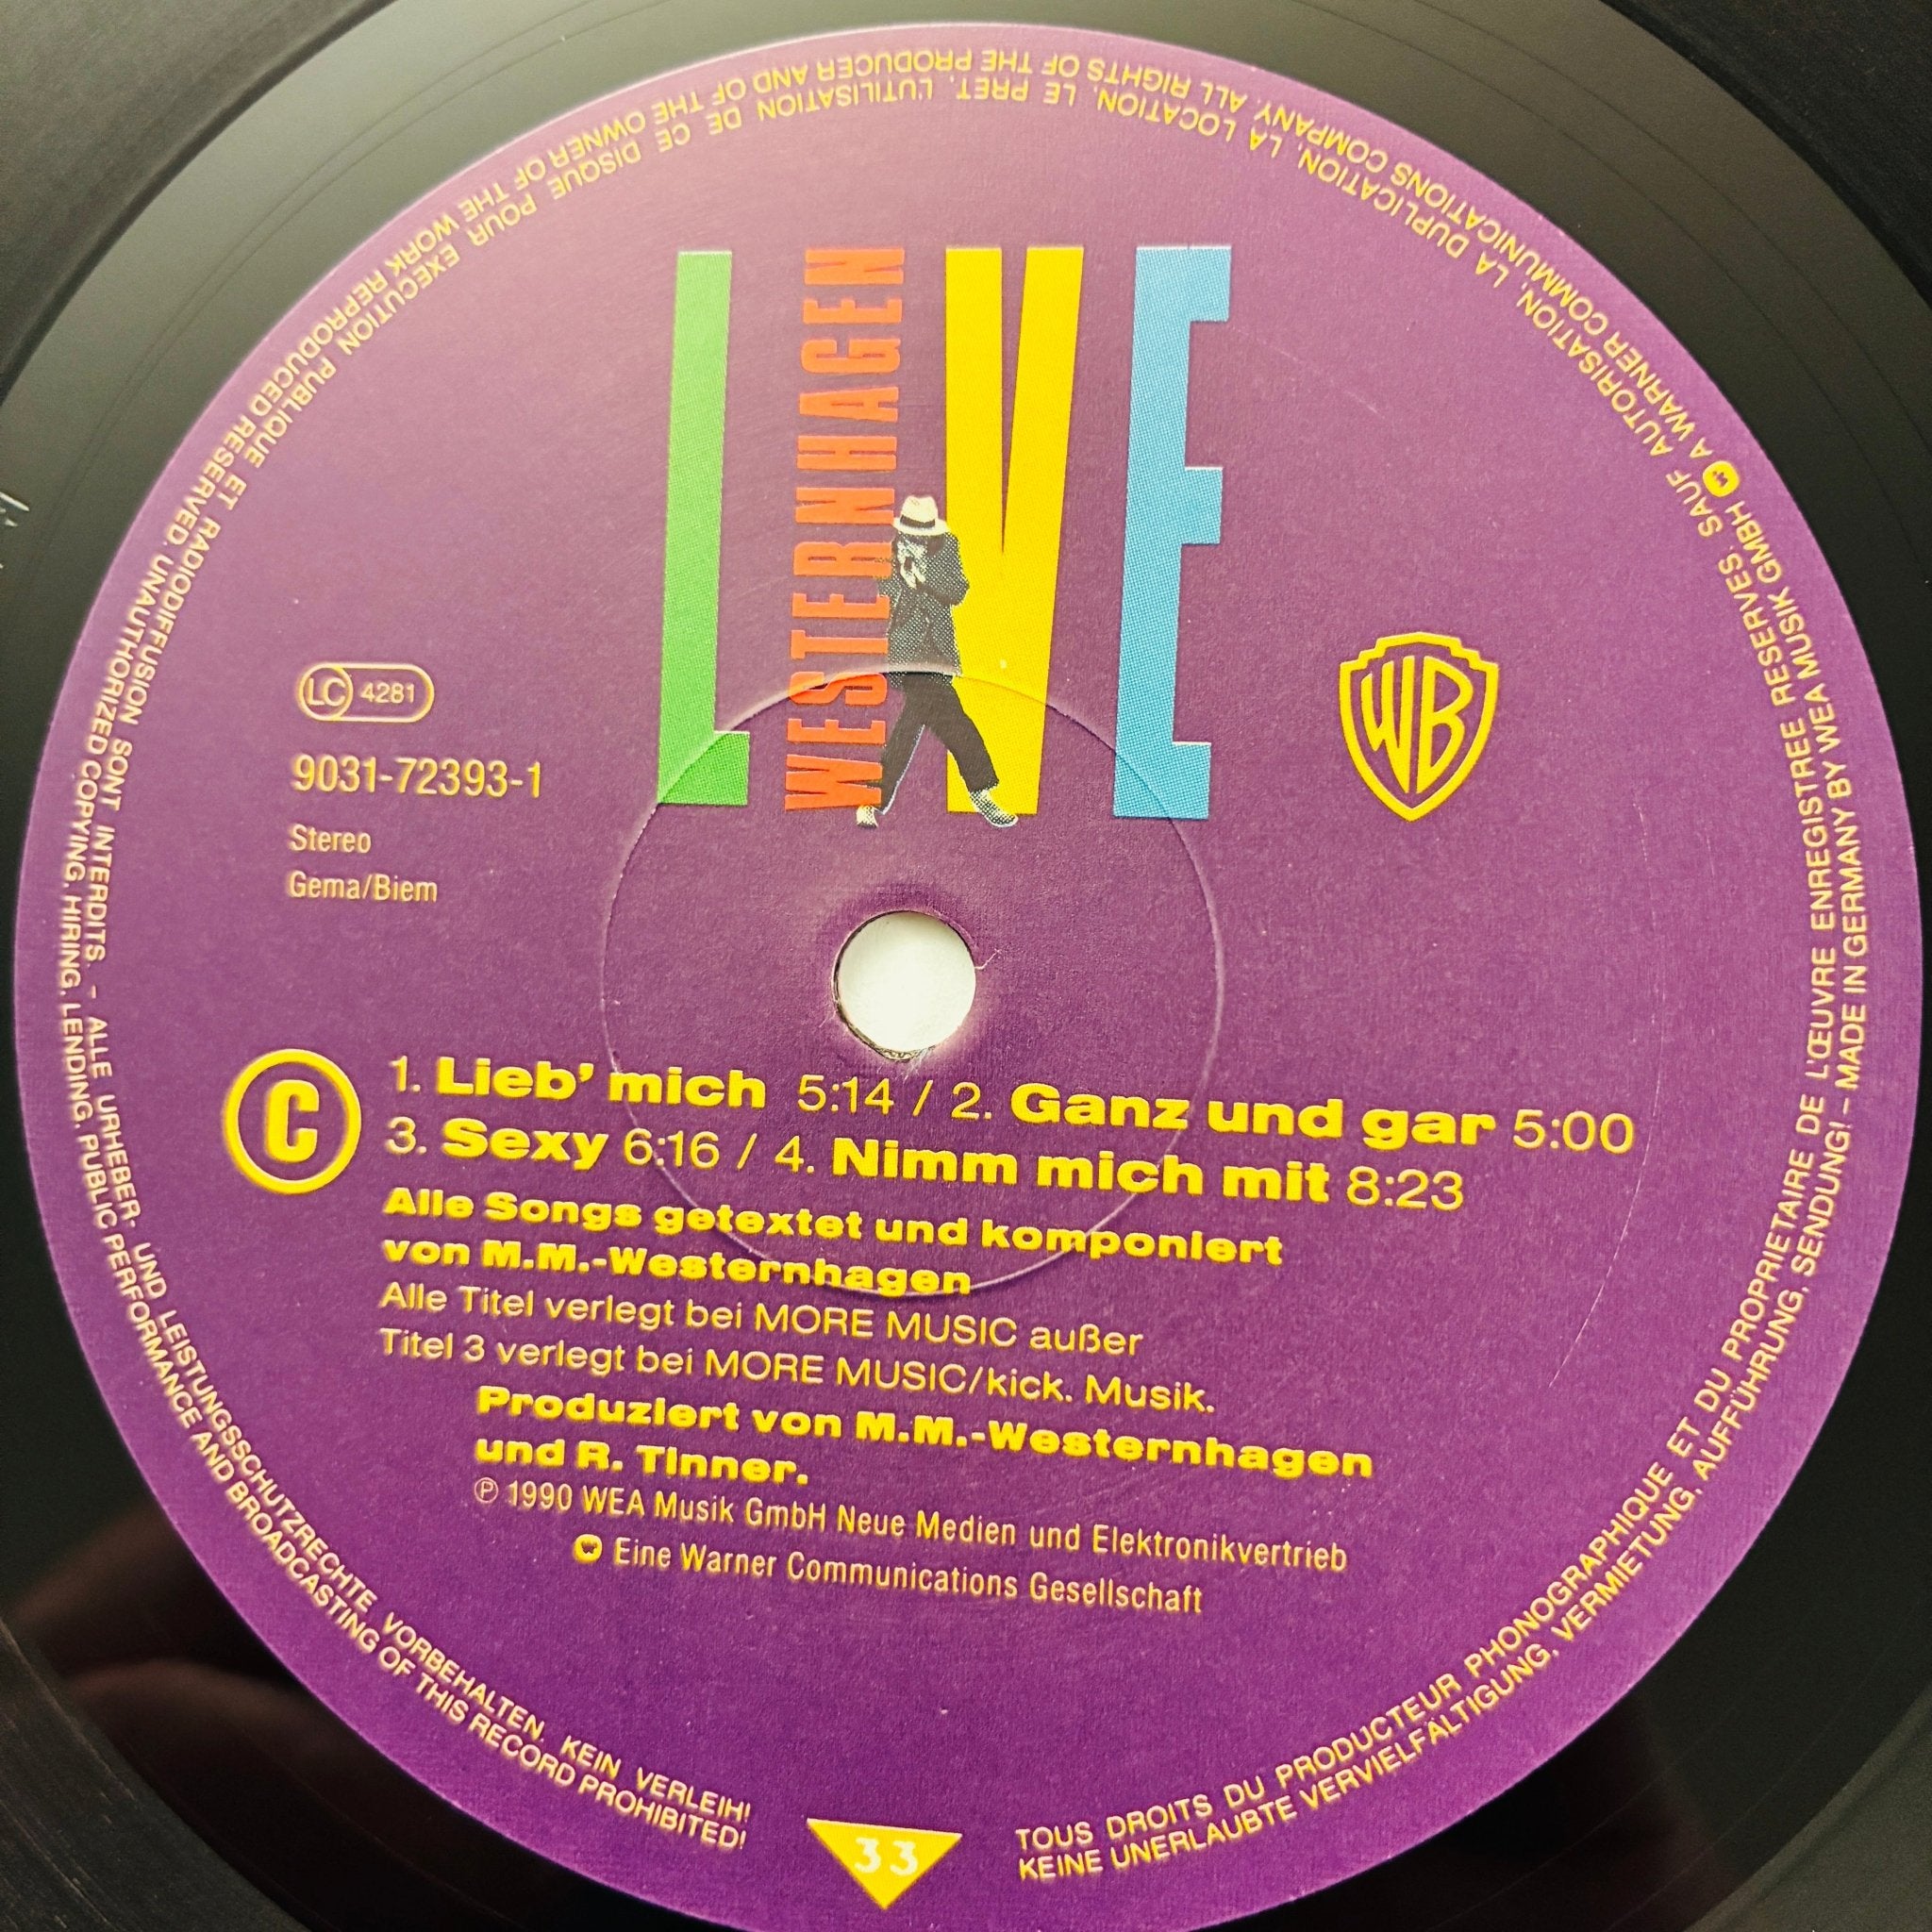 L VE
WESTERNHAGEN
LC 4281
WB
9031-72393-1
Stereo
Gema/Biem
C
1. Lieb’ mich 5:14 / 2. Ganz und gar 5:00
3. Sexy 6:16 / 4. Nimm mich mit 8:23
Alle Songs getextet und komponiert
von M.M.-Westernhagen
Alle Titel verlegt bei MORE MUSIC außer
Titel 3 verlegt bei MORE MUSIC/kick. Musik.
Produziert von M.M.-Westernhagen
und R. Tinner.
℗ 1990 WEA Musik GmbH Neue Medien und Elektronikvertrieb
Eine Warner Communications Gesellschaft
33
TOUS DROITS DU PRODUCTEUR PHONOGRAPHIQUE ET DU PROPRIETAIRE DE L'ŒUVRE ENREGISTREE RESERVES. SAUF AUTORISATION, LA DUPLICATION, LA LOCATION, LE PRET, L'UTILISATION DE CE DISQUE POUR EXECUTION PUBLIQUE ET RADIODIFFUSION SONT INTERDITS. – ALLE URHEBER- UND LEISTUNGSSCHUTZRECHTE VORBEHALTEN. KEIN VERLEIH!
KEINE UNERLAUBTE VERVIELFÄLTIGUNG, VERMIETUNG, AUFFÜHRUNG, SENDUNG! – MADE IN GERMANY BY WEA MUSIK GMBH A WARNER COMMUNICATIONS COMPANY. ALL RIGHTS OF THE PRODUCER AND OF THE OWNER OF THE WORK REPRODUCED RESERVED. UNAUTHORIZED COPYING, HIRING, LENDING, PUBLIC PERFORMANCE AND BROADCASTING OF THIS RECORD PROHIBITED!